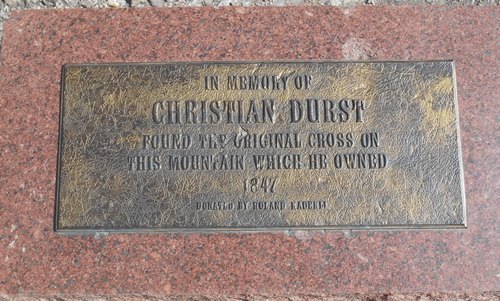 IN MEMORY OF
CHRISTIAN DURST
FOUND THE ORIGINAL CROSS ON
THIS MOUNTAIN WHICH HE OWNED
1847
DONATED BY ROLAND KADERLI